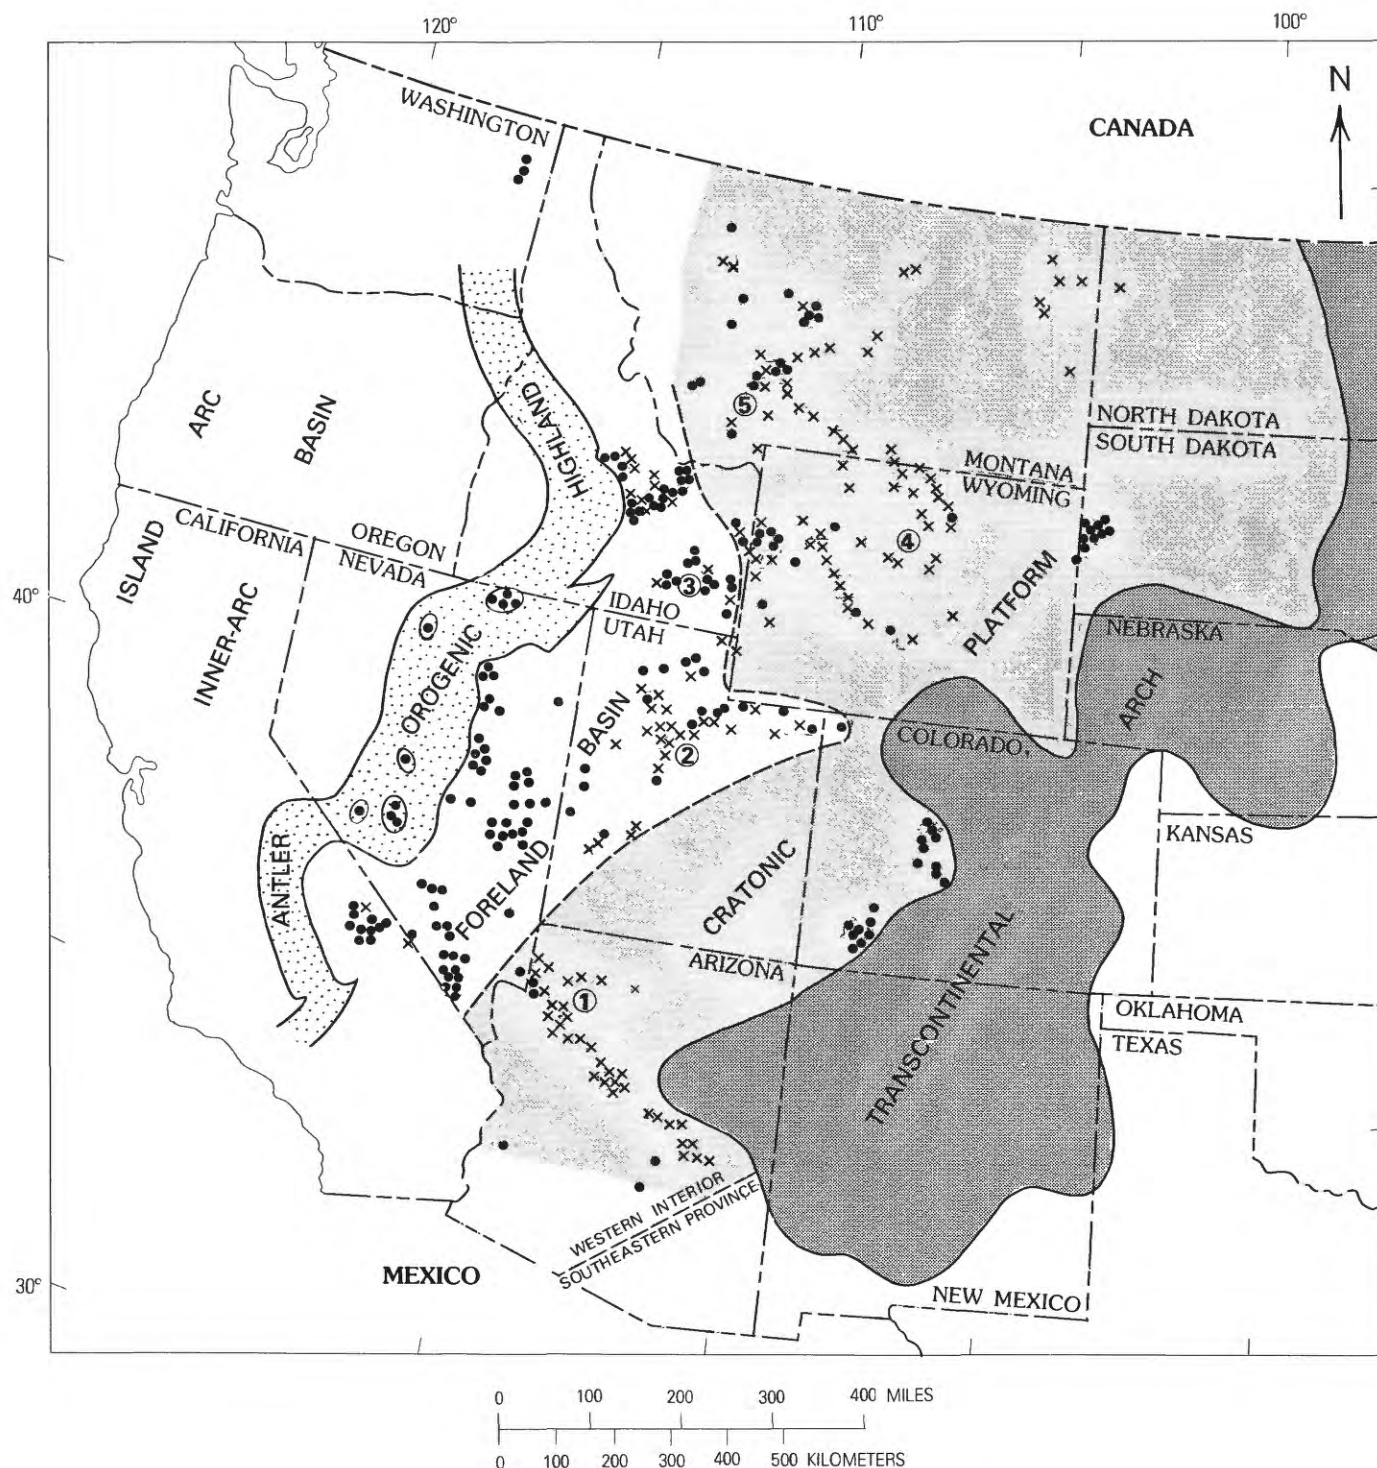 120°
110°
100°
N
WASHINGTON
CANADA
HIGHLAND
ARC
BASIN
5
NORTH DAKOTA
SOUTH DAKOTA
MONTANA
WYOMING
CALIFORNIA
OREGON
NEVADA
ISLAND
INNER-ARC
4
PLATFORM
3
40°
IDAHO
UTAH
NEBRASKA
OROGENIC
ARCH
BASIN
COLORADO
2
KANSAS
ANTLER
FORELAND
CRATONIC
TRANSCONTINENTAL
ARIZONA
1
OKLAHOMA
TEXAS
WESTERN INTERIOR
SOUTHEASTERN PROVINCE
MEXICO
30°
NEW MEXICO
0 100 200 300 400 MILES
0 100 200 300 400 500 KILOMETERS